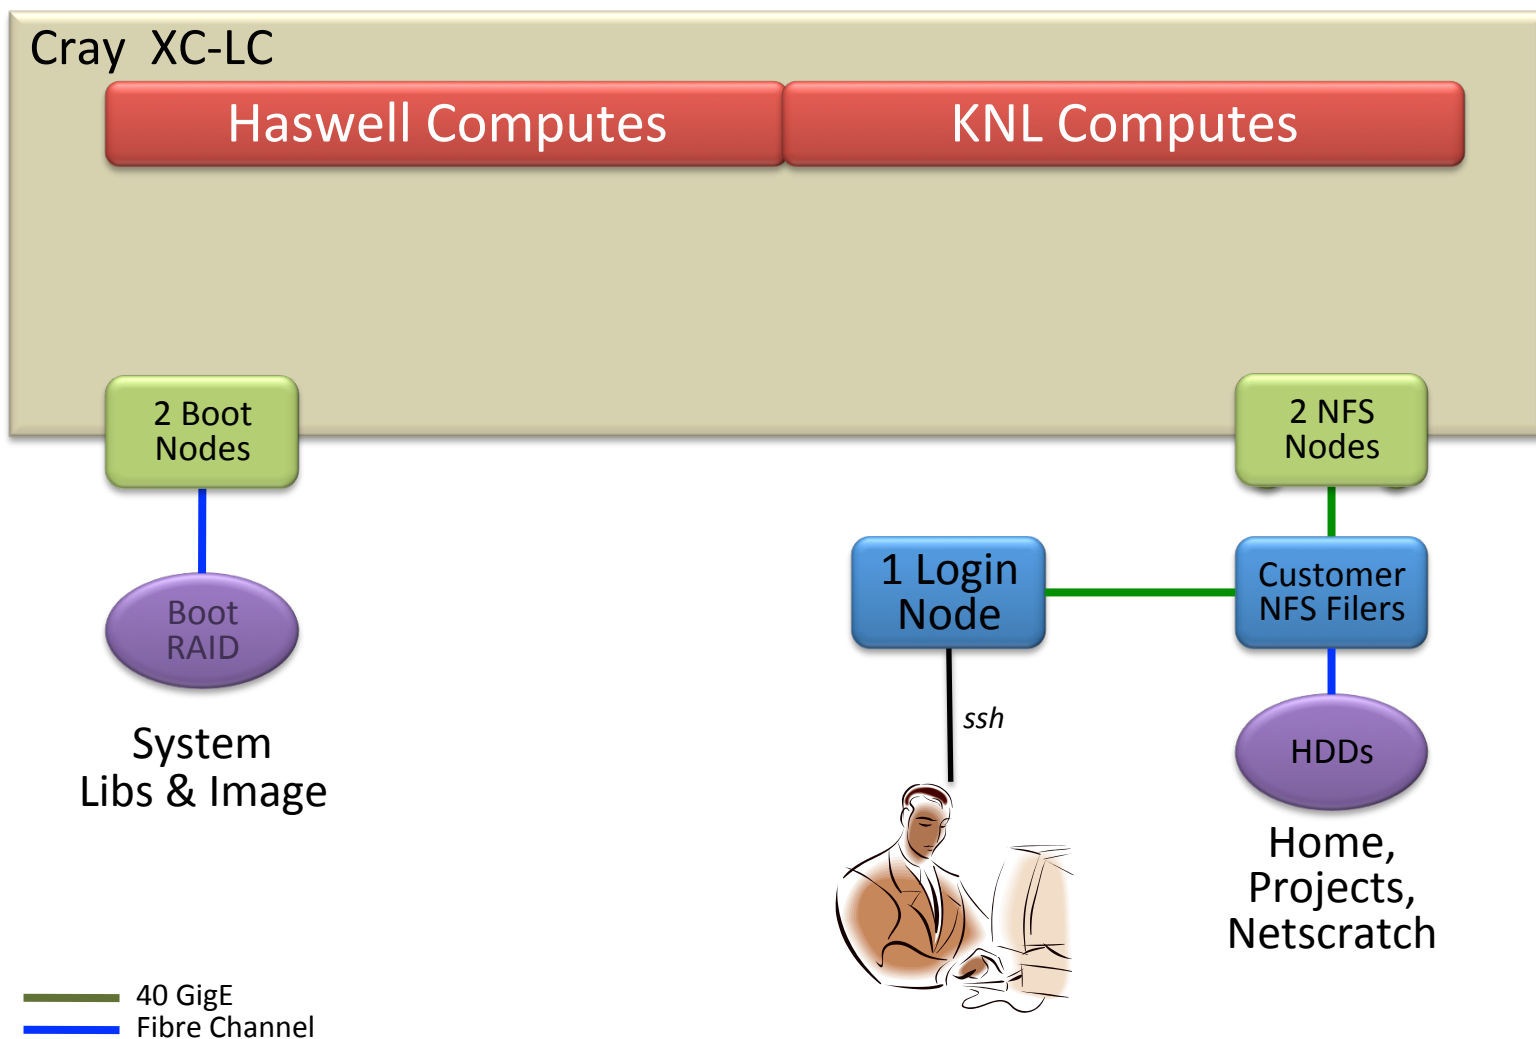 Cray  XC-LC
Haswell Computes
KNL Computes
2 Boot
Nodes
2 NFS
Nodes
1 Login
Node
Customer
NFS Filers
Boot
RAID
ssh
HDDs
System
Libs & Image
Home,
Projects,
Netscratch
40 GigE
Fibre Channel